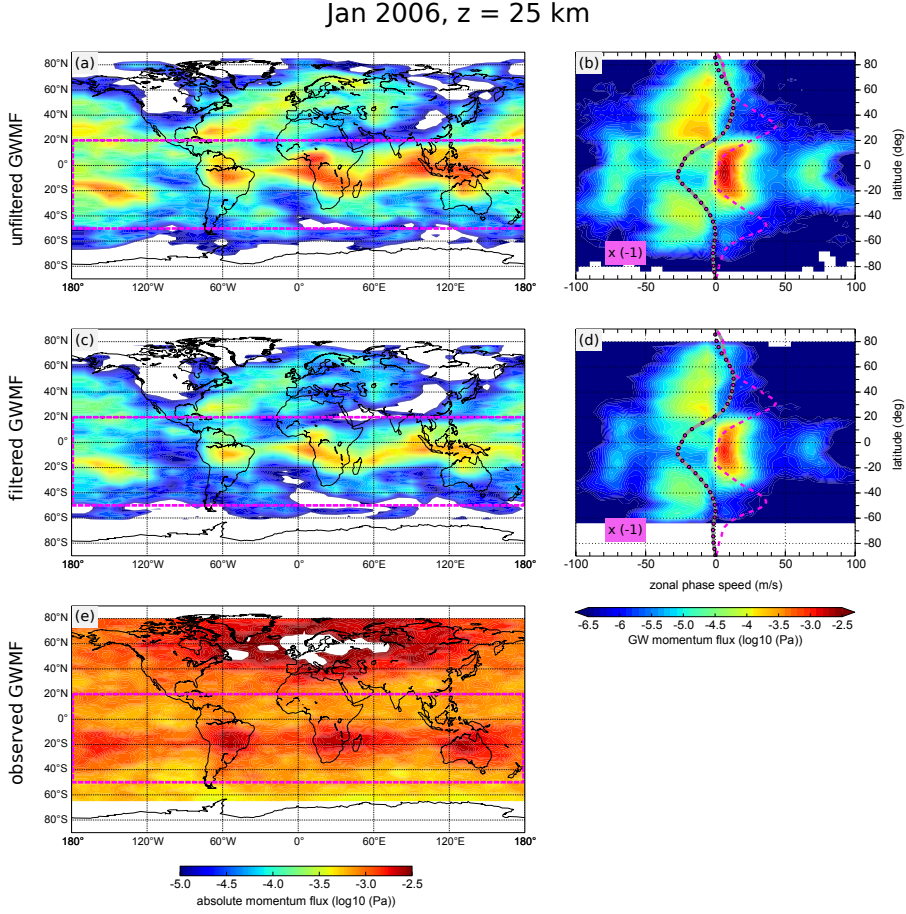 Jan 2006, z = 25 km
unfiltered GWMF
(a)
80°N
60°N
40°N
20°N
0°
20°S
40°S
60°S
80°S
180° 120°W 60°W 0° 60°E 120°E 180°
(b)
x (-1)
80
60
40
20
0
-20
-40
-60
-80
latitude (deg)
-100 -50 0 50 100
filtered GWMF
(c)
80°N
60°N
40°N
20°N
0°
20°S
40°S
60°S
80°S
180° 120°W 60°W 0° 60°E 120°E 180°
(d)
x (-1)
80
60
40
20
0
-20
-40
-60
-80
latitude (deg)
-100 -50 0 50 100
zonal phase speed (m/s)
-6.5 -6.0 -5.5 -5.0 -4.5 -4.0 -3.5 -3.0 -2.5
GW momentum flux (log10 (Pa))
observed GWMF
(e)
80°N
60°N
40°N
20°N
0°
20°S
40°S
60°S
80°S
180° 120°W 60°W 0° 60°E 120°E 180°
-5.0 -4.5 -4.0 -3.5 -3.0 -2.5
absolute momentum flux (log10 (Pa))